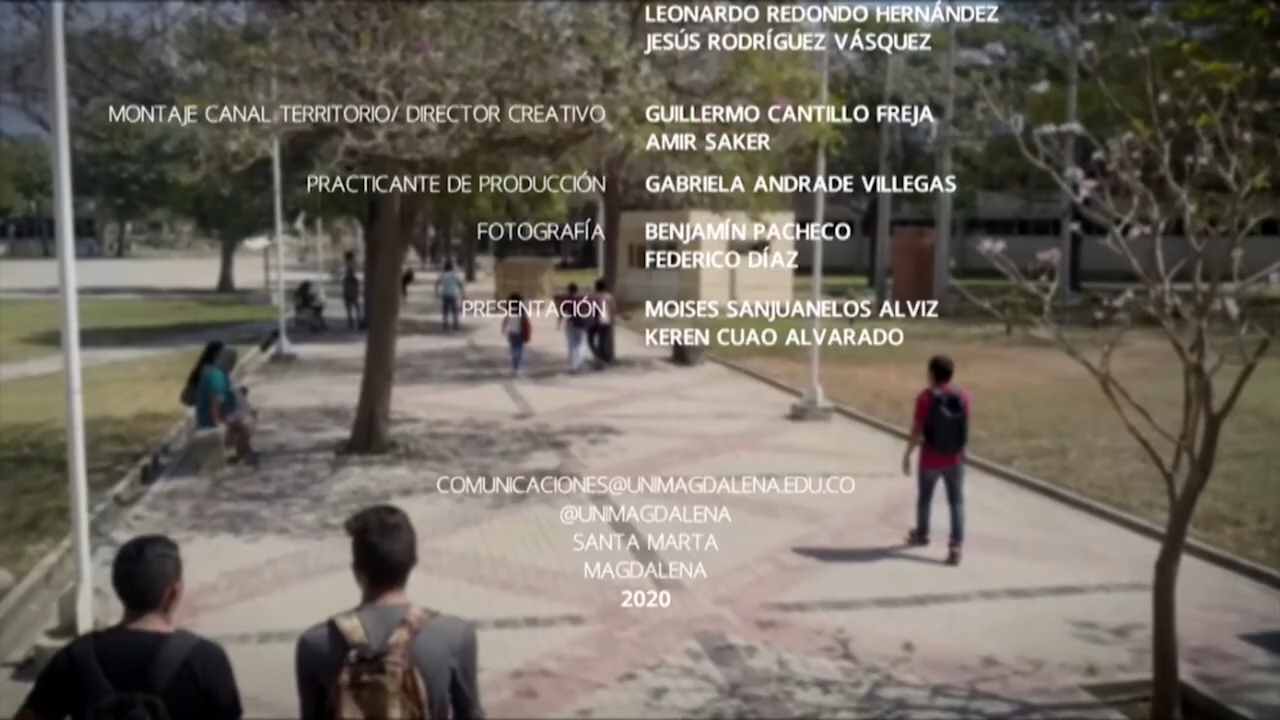 LEONARDO REDONDO HERNÁNDEZ
JESÚS RODRÍGUEZ VÁSQUEZ
MONTAJE CANAL TERRITORIO/ DIRECTOR CREATIVO GUILLERMO CANTILLO FREJA
AMIR SAKER
PRACTICANTE DE PRODUCCIÓN GABRIELA ANDRADE VILLEGAS
FOTOGRAFÍA BENJAMÍN PACHECO
FEDERICO DÍAZ
PRESENTACIÓN MOISES SANJUANELOS ALVIZ
KEREN CUAO ALVARADO
COMUNICACIONES@UNIMAGDALENA.EDU.CO
@UNIMAGDALENA
SANTA MARTA
MAGDALENA
2020